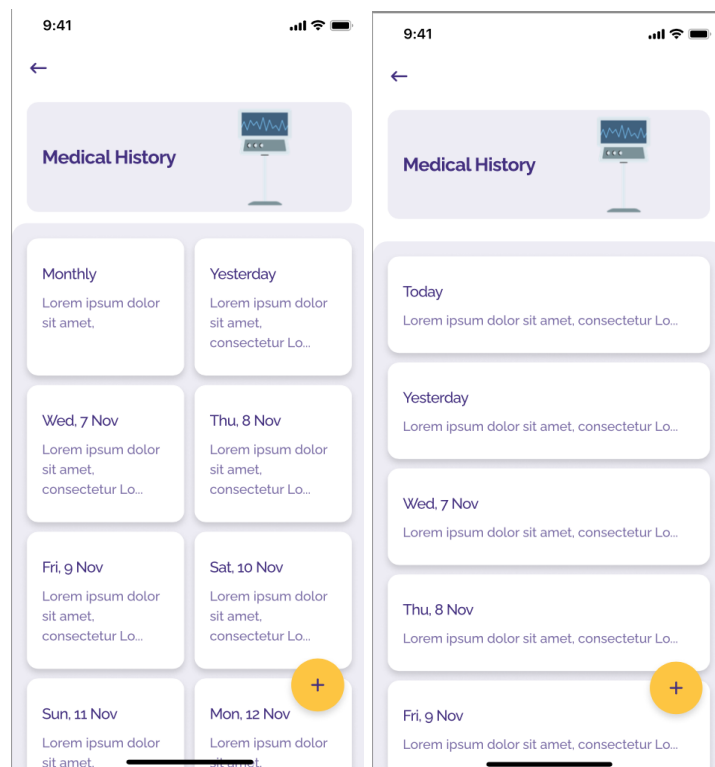 9:41
Medical History
Monthly
Lorem ipsum dolor
sit amet,
Yesterday
Lorem ipsum dolor
sit amet,
consectetur Lo...
Wed, 7 Nov
Lorem ipsum dolor
sit amet,
consectetur Lo...
Thu, 8 Nov
Lorem ipsum dolor
sit amet,
consectetur Lo...
Fri, 9 Nov
Lorem ipsum dolor
sit amet,
consectetur Lo...
Sat, 10 Nov
Lorem ipsum dolor
sit amet,
consectetur Lo...
+
Sun, 11 Nov
Lorem ipsum dolor
sit amet,
Mon, 12 Nov
Lorem ipsum dolor
sit amet,
9:41
Medical History
Today
Lorem ipsum dolor sit amet, consectetur Lo...
Yesterday
Lorem ipsum dolor sit amet, consectetur Lo...
Wed, 7 Nov
Lorem ipsum dolor sit amet, consectetur Lo...
Thu, 8 Nov
Lorem ipsum dolor sit amet, consectetur Lo...
+
Fri, 9 Nov
Lorem ipsum dolor sit amet, consectetur Lo...